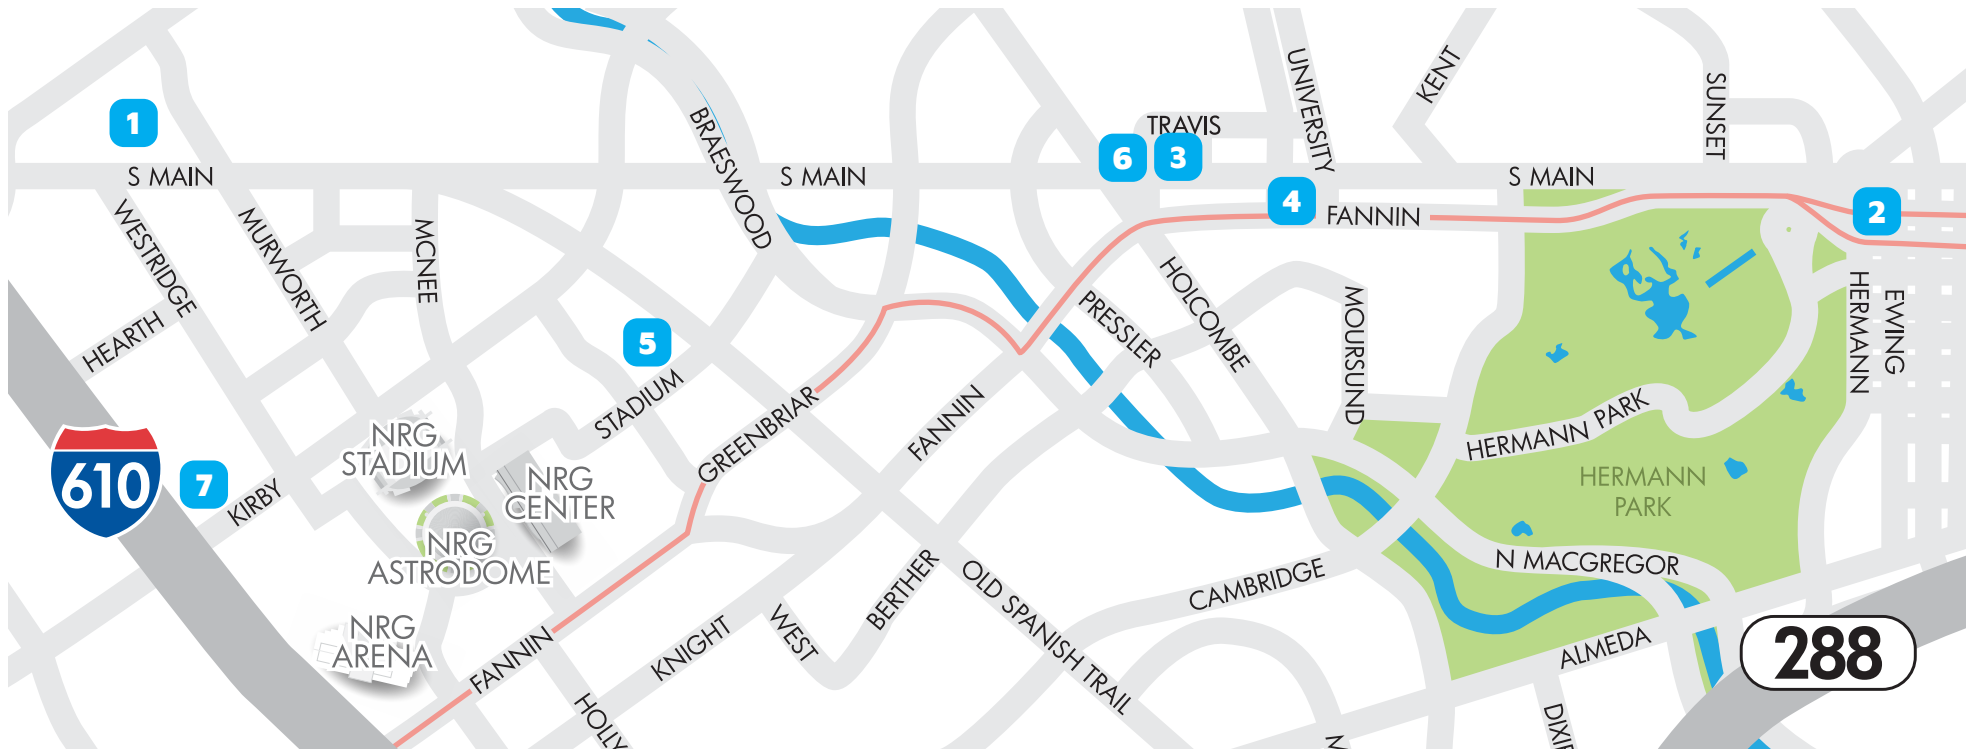 1
S MAIN
WESTRIDGE
MURWORTH
MCNEE
HEARTH
610
7
KIRBY
NRG
STADIUM
NRG
CENTER
NRG
ASTRODOME
NRG
ARENA
5
STADIUM
BRAESWOOD
S MAIN
GREENBRIAR
FANNIN
FANNIN
KNIGHT
WEST
BERTHER
HOLLY
OLD SPANISH TRAIL
6
3
TRAVIS
UNIVERSITY
KENT
SUNSET
4
FANNIN
S MAIN
2
HOLCOMBE
PRESSLER
MOURSUND
HERMANN
EWING
HERMANN PARK
HERMANN
PARK
N MACGREGOR
CAMBRIDGE
ALMEDA
288
DIXIE